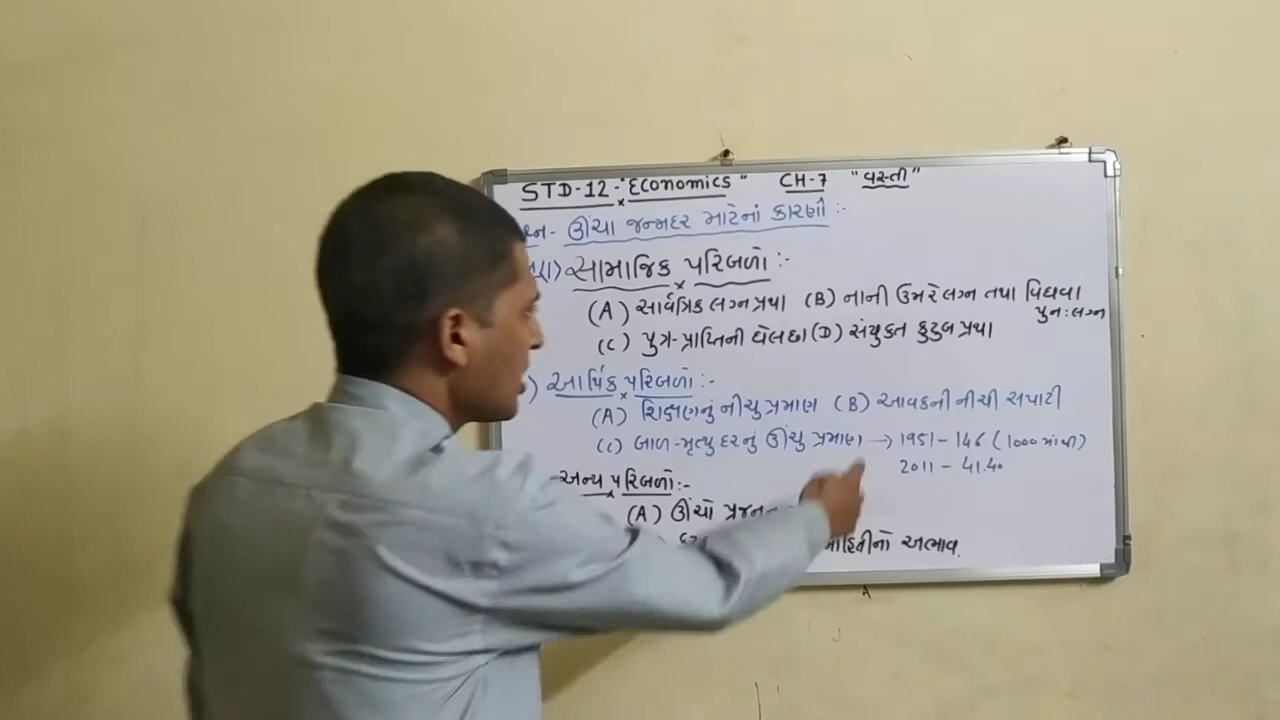 STD-12 - "Economics" CH-7 "વસ્તી"
ઊંચા જન્મદર માટેનાં કારણો :-
(1) સામાજિક પરિબળો :-
(A) સાર્વત્રિક લગ્ન પ્રથા (B) નાની ઉંમરે લગ્ન તથા વિધવા
પુન: લગ્ન
(C) પુત્ર-પ્રાપ્તિની ઘેલછા (D) સંયુક્ત કુટુંબ પ્રથા
) આર્થિક પરિબળો :-
(A) શિક્ષણનું નીચુ પ્રમાણ (B) આવકની નીચી સપાટી
(C) બાળ-મૃત્યુ દરનું ઊંચુ પ્રમાણ → 1951 - 146 (1000 માંથી)
2011 - 41.40
અન્ય પરિબળો :-
(A) ઊંચો
માહિતીનો અભાવ.